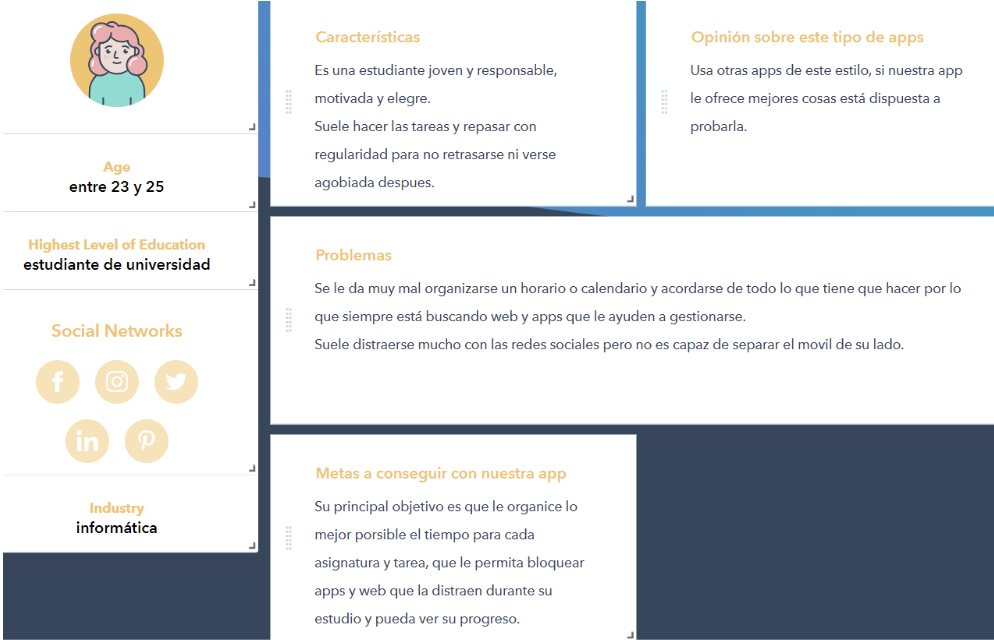 Age
entre 23 y 25
Highest Level of Education
estudiante de universidad
Social Networks
f
in
Industry
informática
Características
Es una estudiante joven y responsable,
motivada y elegre.
Suele hacer las tareas y repasar con
regularidad para no retrasarse ni verse
agobiada despues.
Opinión sobre este tipo de apps
Usa otras apps de este estilo, si nuestra app
le ofrece mejores cosas está dispuesta a
probarla.
Problemas
Se le da muy mal organizarse un horario o calendario y acordarse de todo lo que tiene que hacer por lo
que siempre está buscando web y apps que le ayuden a gestionarse.
Suele distraerse mucho con las redes sociales pero no es capaz de separar el movil de su lado.
Metas a conseguir con nuestra app
Su principal objetivo es que le organice lo
mejor porsible el tiempo para cada
asignatura y tarea, que le permita bloquear
apps y web que la distraen durante su
estudio y pueda ver su progreso.